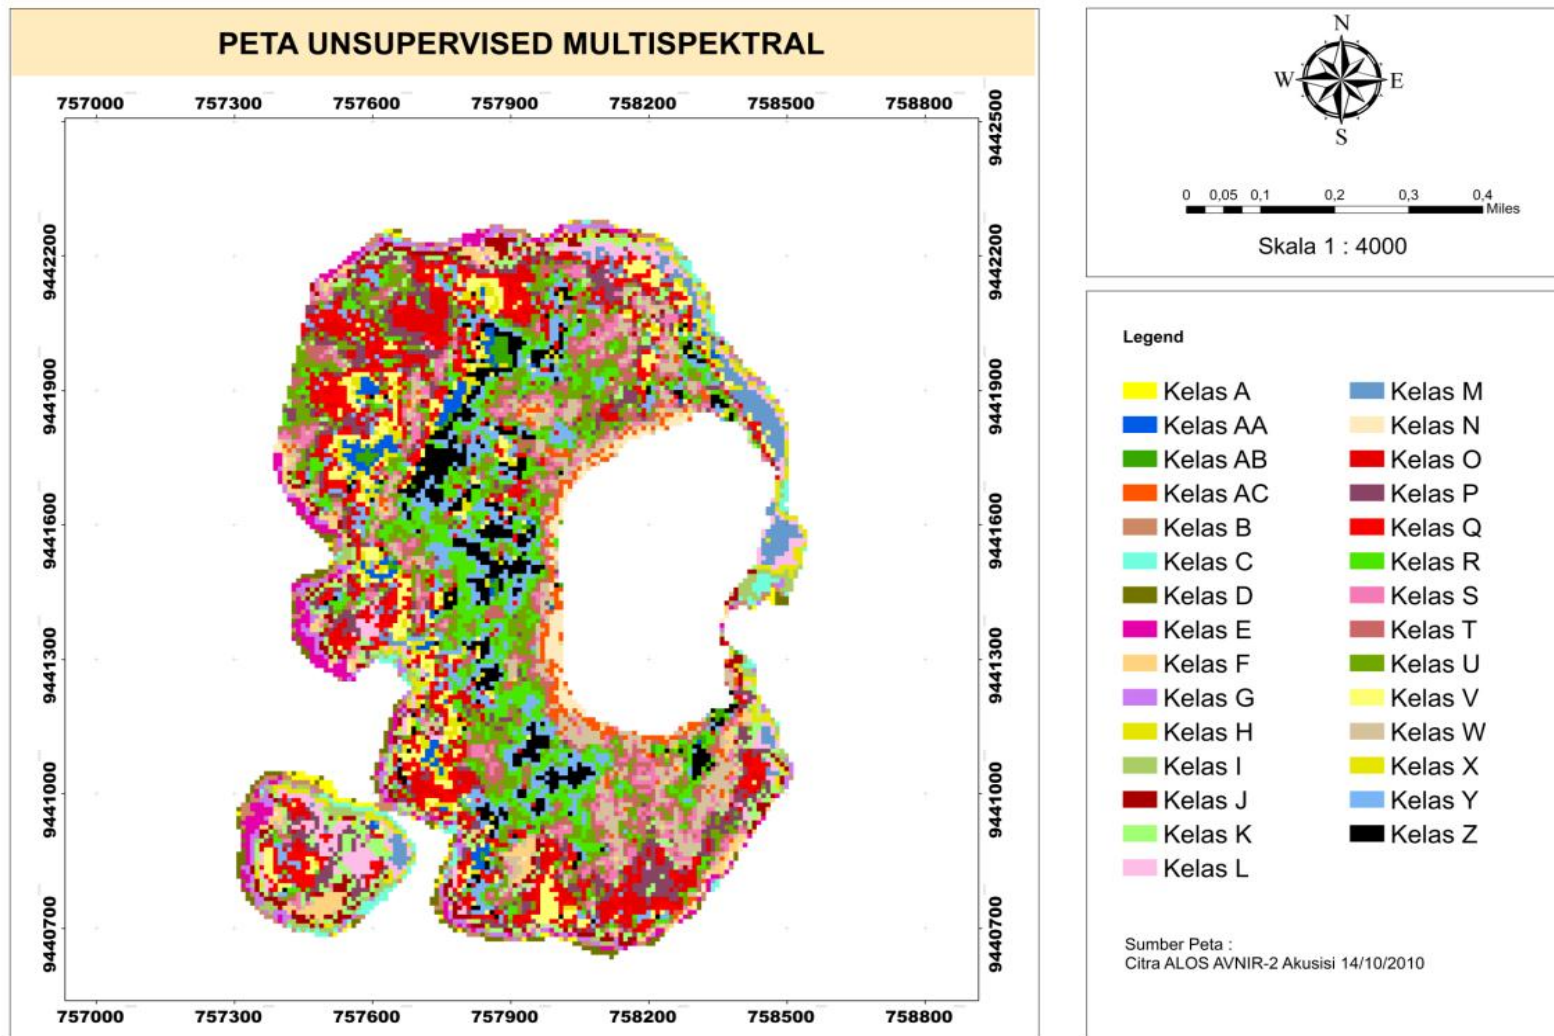 PETA UNSUPERVISED MULTISPEKTRAL
757000 757300 757600 757900 758200 758500 758800
9442500
9442200 9442200
9441900 9441900
9441600 9441600
9441300 9441300
9441000 9441000
9440700 9440700
757000 757300 757600 757900 758200 758500 758800
N
W E
S
0 0,05 0,1 0,2 0,3 0,4
Miles
Skala 1 : 4000
Legend
Kelas A
Kelas AA
Kelas AB
Kelas AC
Kelas B
Kelas C
Kelas D
Kelas E
Kelas F
Kelas G
Kelas H
Kelas I
Kelas J
Kelas K
Kelas L
Kelas M
Kelas N
Kelas O
Kelas P
Kelas Q
Kelas R
Kelas S
Kelas T
Kelas U
Kelas V
Kelas W
Kelas X
Kelas Y
Kelas Z
Sumber Peta :
Citra ALOS AVNIR-2 Akusisi 14/10/2010